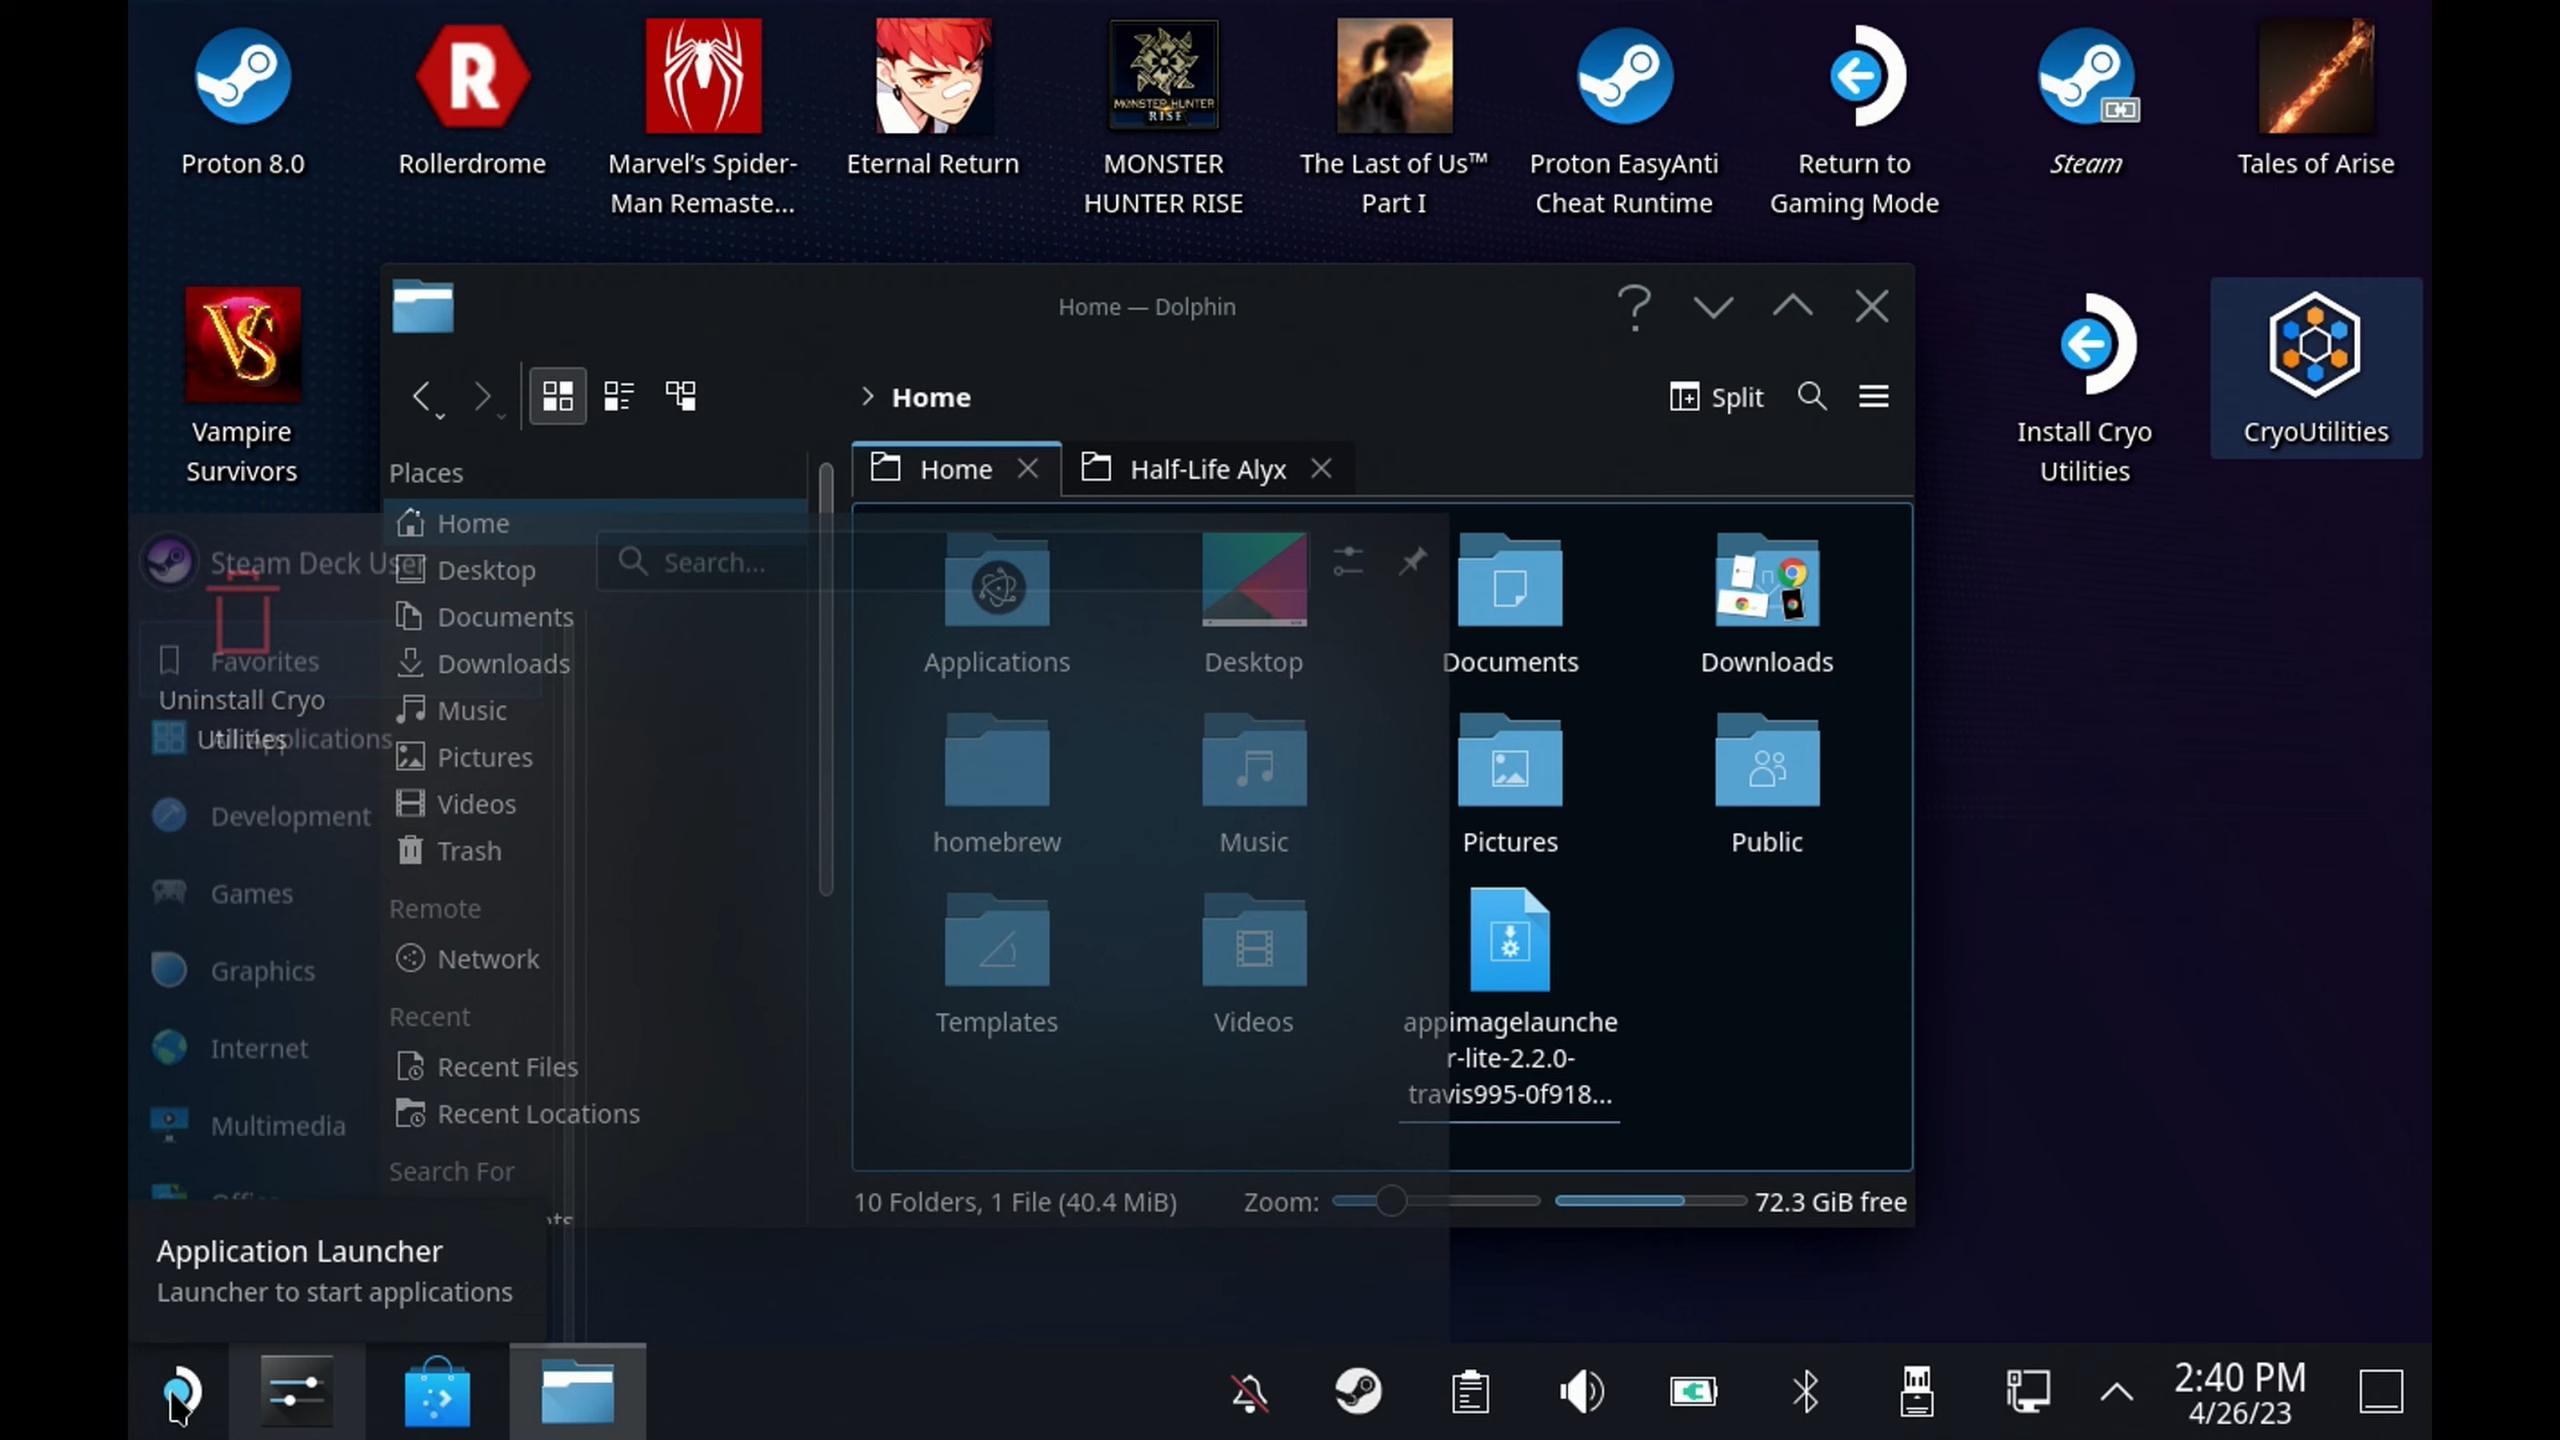 Proton 8.0
Rollerdrome
Marvel's Spider-
Man Remaste...
Eternal Return
MONSTER HUNTER
RISE
MONSTER
HUNTER RISE
The Last of Us™
Part I
Proton EasyAnti
Cheat Runtime
Return to
Gaming Mode
Steam
Tales of Arise
VS
Vampire
Survivors
Install Cryo
Utilities
CryoUtilities
Home — Dolphin
Home
Split
Places
Home
Half-Life Alyx
Home
Desktop
Documents
Downloads
Music
Pictures
Videos
Trash
Remote
Network
Recent
Recent Files
Recent Locations
Search For
Steam Deck User
Search...
Favorites
Uninstall Cryo
Utilities
All Applications
Development
Games
Graphics
Internet
Multimedia
Applications
Desktop
Documents
Downloads
homebrew
Music
Pictures
Public
Templates
Videos
appimagelaunche
r-lite-2.2.0-
travis995-0f918...
10 Folders, 1 File (40.4 MiB)
Zoom:
72.3 GiB free
Application Launcher
Launcher to start applications
2:40 PM
4/26/23